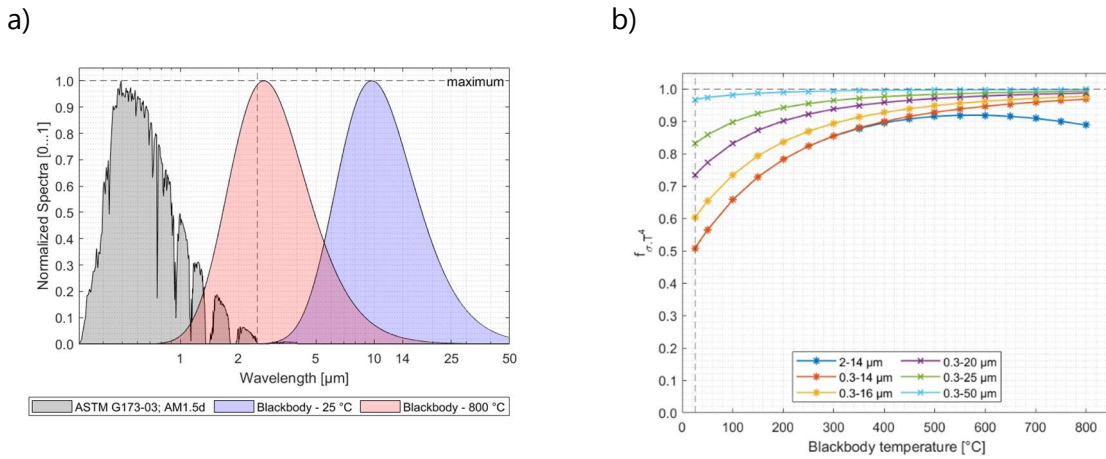 a)
b)
maximum
1.0
0.9
0.8
0.7
0.6
0.5
0.4
0.3
0.2
0.1
0.0
Normalized Spectra [0...1]
1 2 5 10 14 25 50
Wavelength [µm]
ASTM G173-03; AM1.5d Blackbody - 25 °C Blackbody - 800 °C
1.0
0.9
0.8
0.7
0.6
0.5
0.4
0.3
0.2
0.1
0.0
f σ.T⁴
2-14 µm 0.3-20 µm
0.3-14 µm 0.3-25 µm
0.3-16 µm 0.3-50 µm
0 100 200 300 400 500 600 700 800
Blackbody temperature [°C]